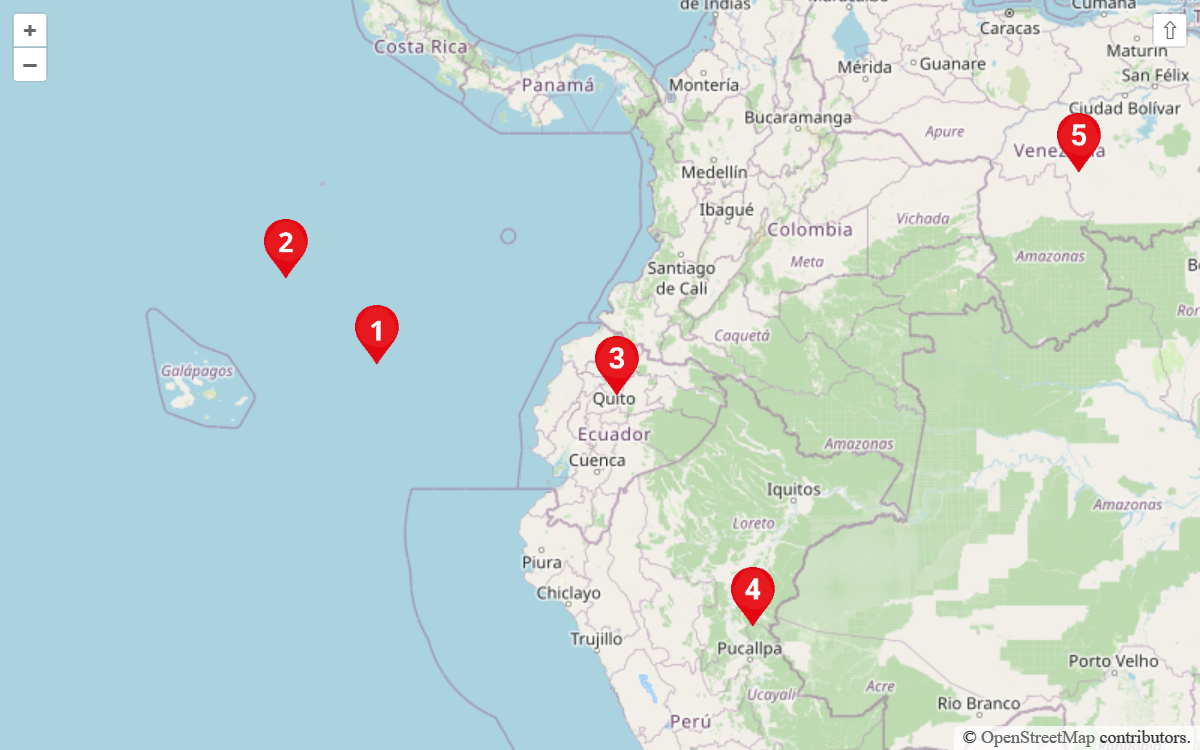 de Indias
Cumaná
+
Caracas
⇧
Costa Rica
Maturín
−
Mérida
Guanare
San Félix
Panamá
Montería
Ciudad Bolívar
Bucaramanga
Apure
5
Venezuela
Medellín
Ibagué
Vichada
Colombia
2
Meta
Amazonas
Santiago
de Cali
1
Caquetá
3
Galápagos
Quito
Ecuador
Amazonas
Cuenca
Iquitos
Amazonas
Loreto
Piura
4
Chiclayo
Trujillo
Pucallpa
Porto Velho
Acre
Ucayali
Rio Branco
Perú
© OpenStreetMap contributors.